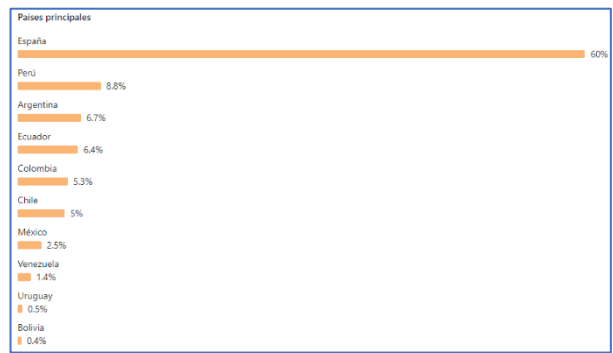 Países principales
España
60%
Perú
8.8%
Argentina
6.7%
Ecuador
6.4%
Colombia
5.3%
Chile
5%
México
2.5%
Venezuela
1.4%
Uruguay
0.5%
Bolivia
0.4%